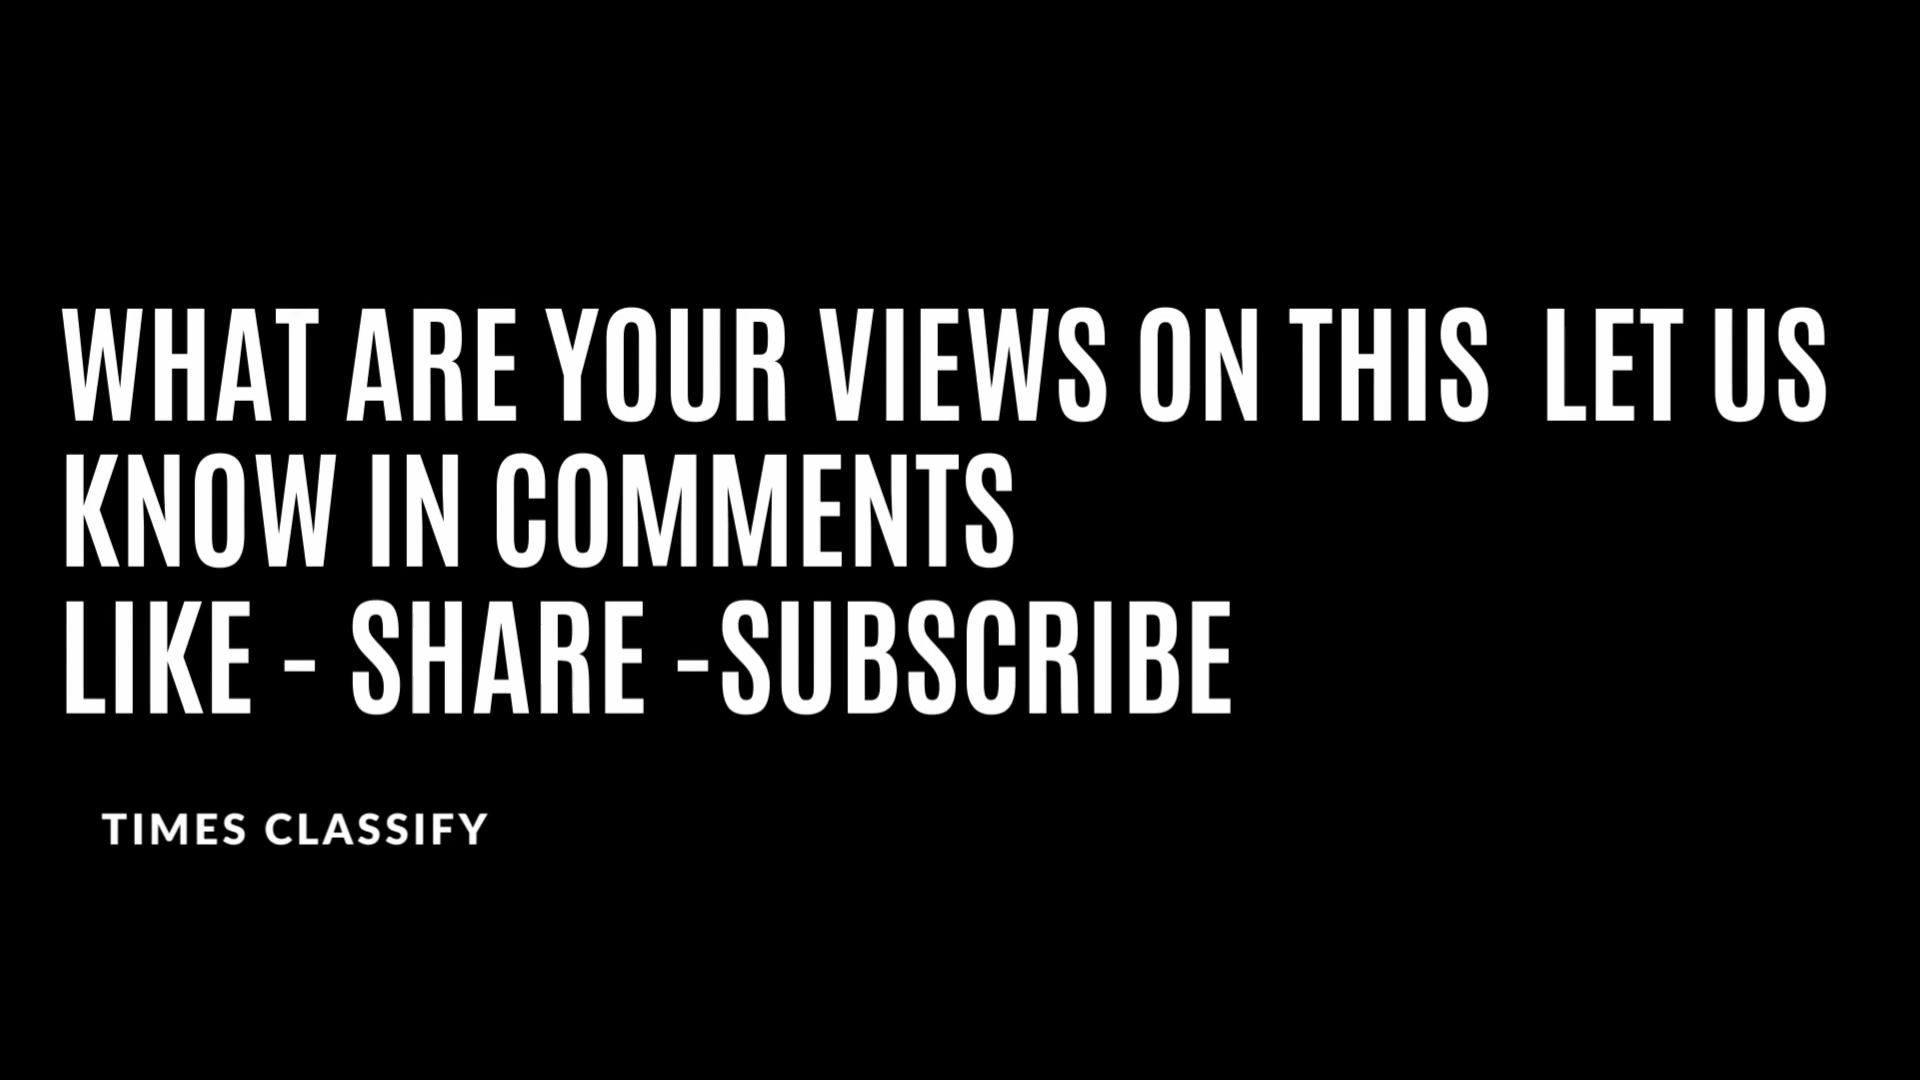 WHAT ARE YOUR VIEWS ON THIS  LET US
KNOW IN COMMENTS
LIKE - SHARE -SUBSCRIBE
TIMES CLASSIFY